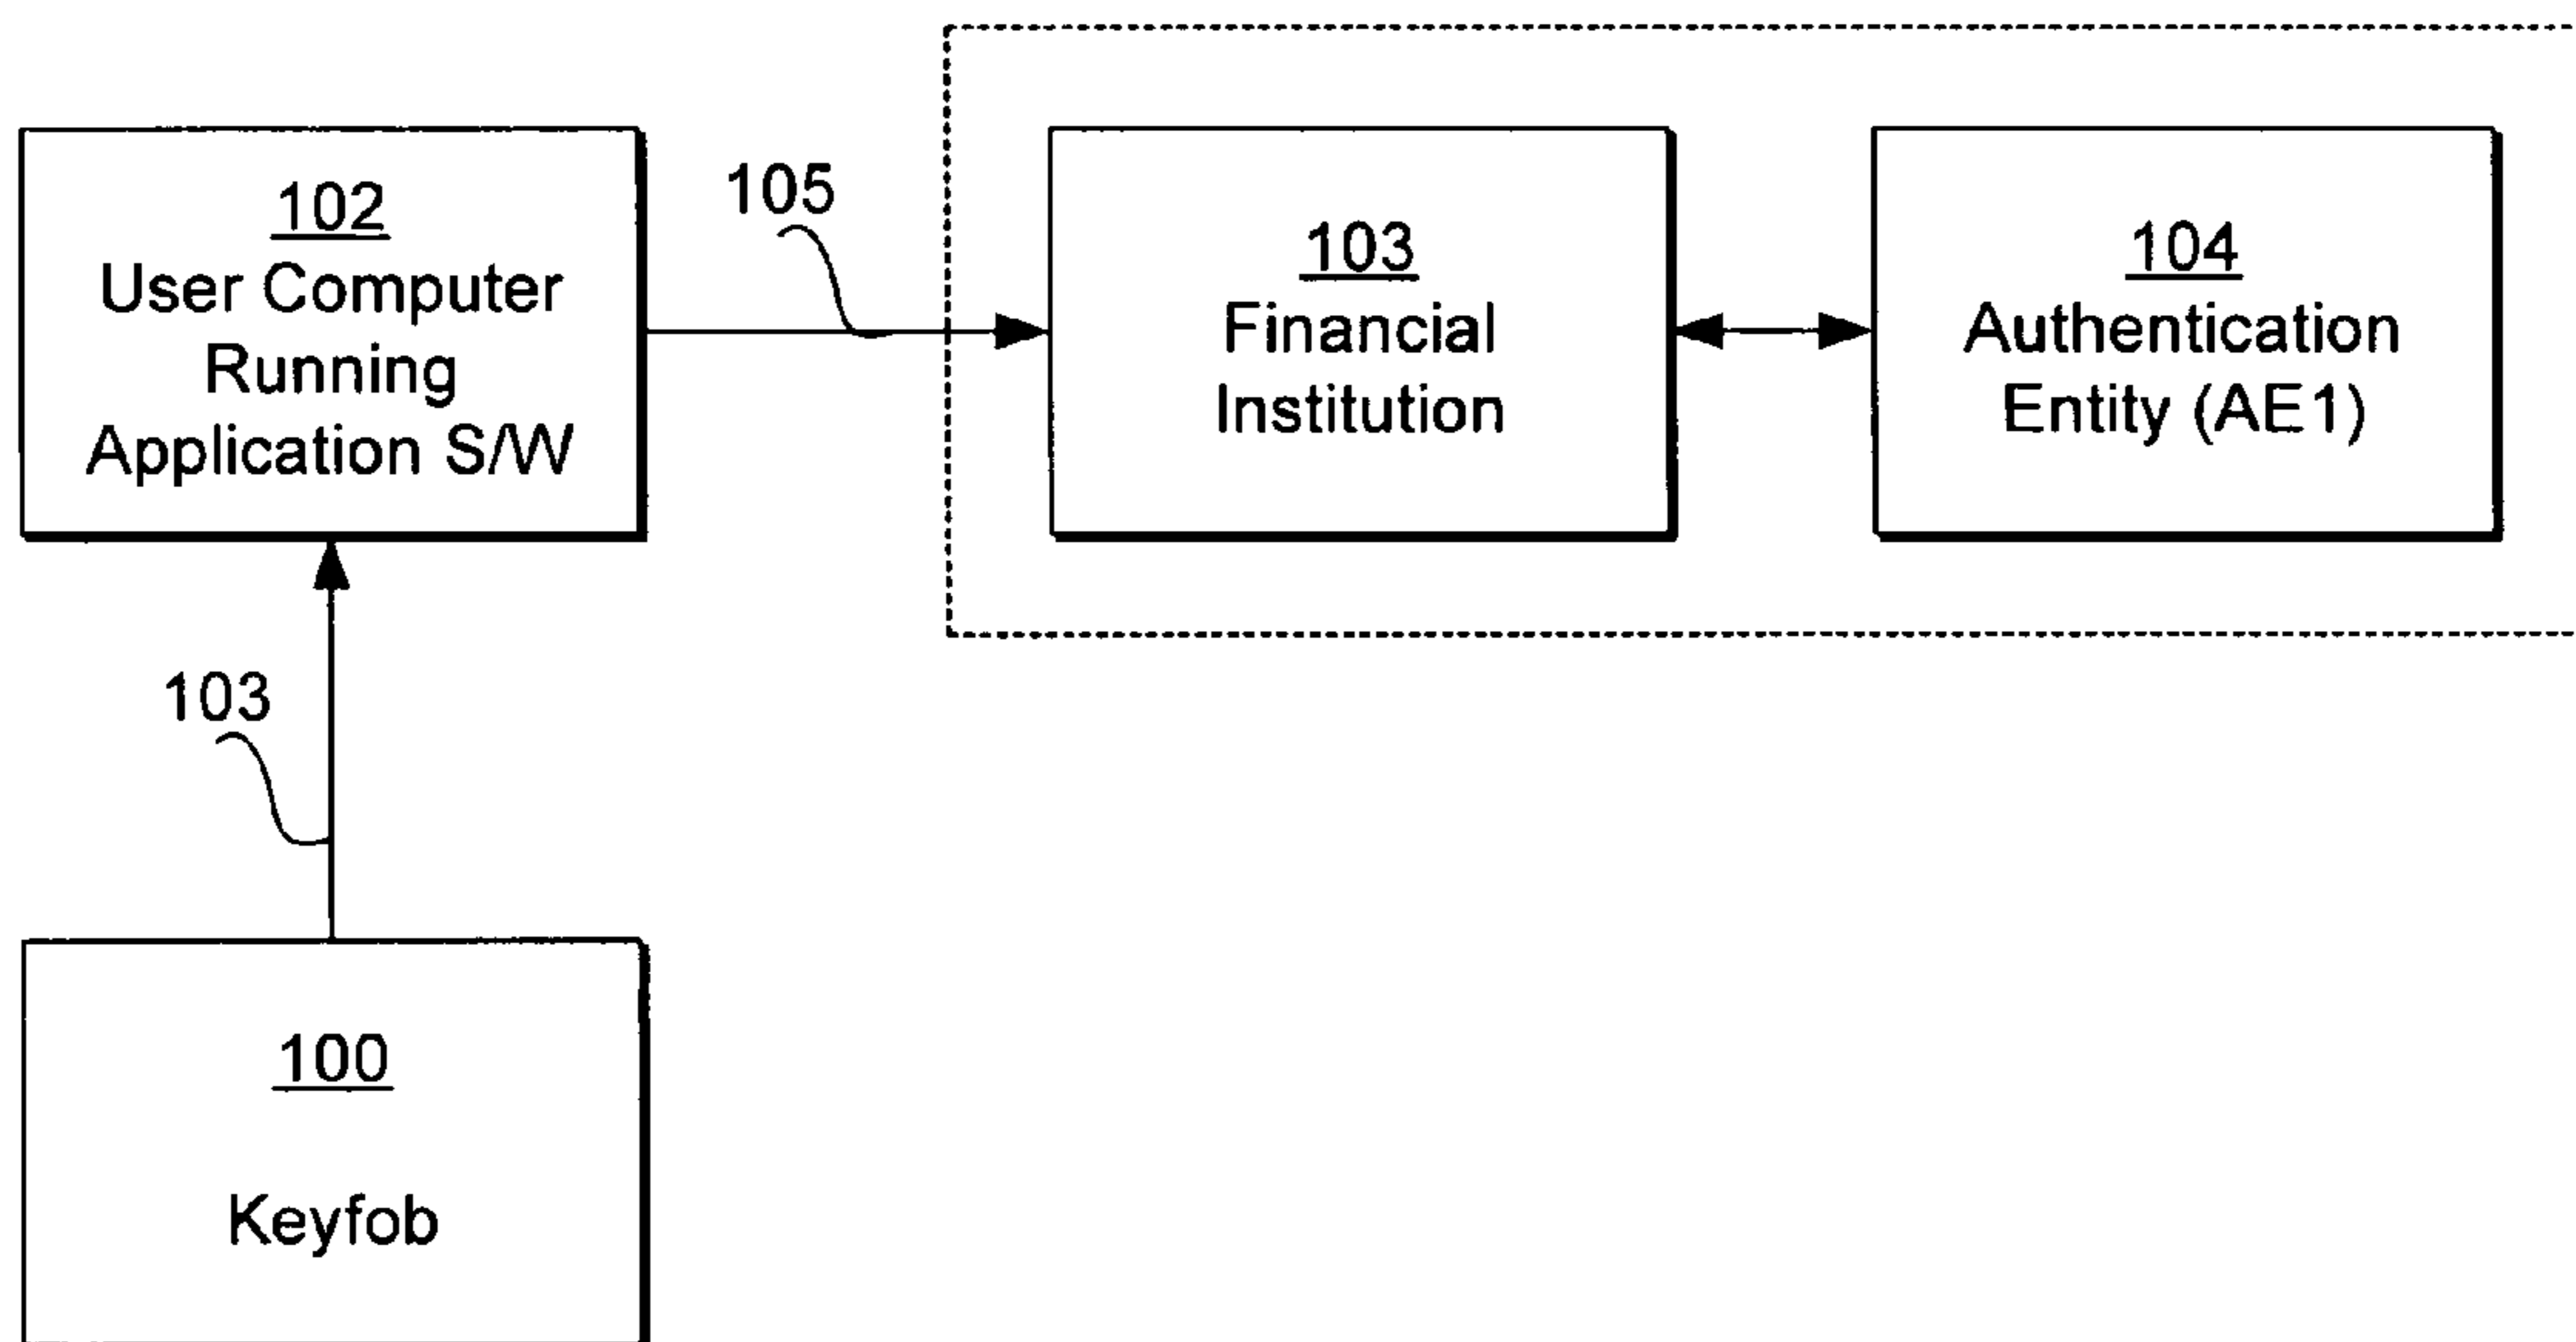 102
User Computer
Running
Application S/W
105
103
Financial
Institution
104
Authentication
Entity (AE1)
103
100
Keyfob